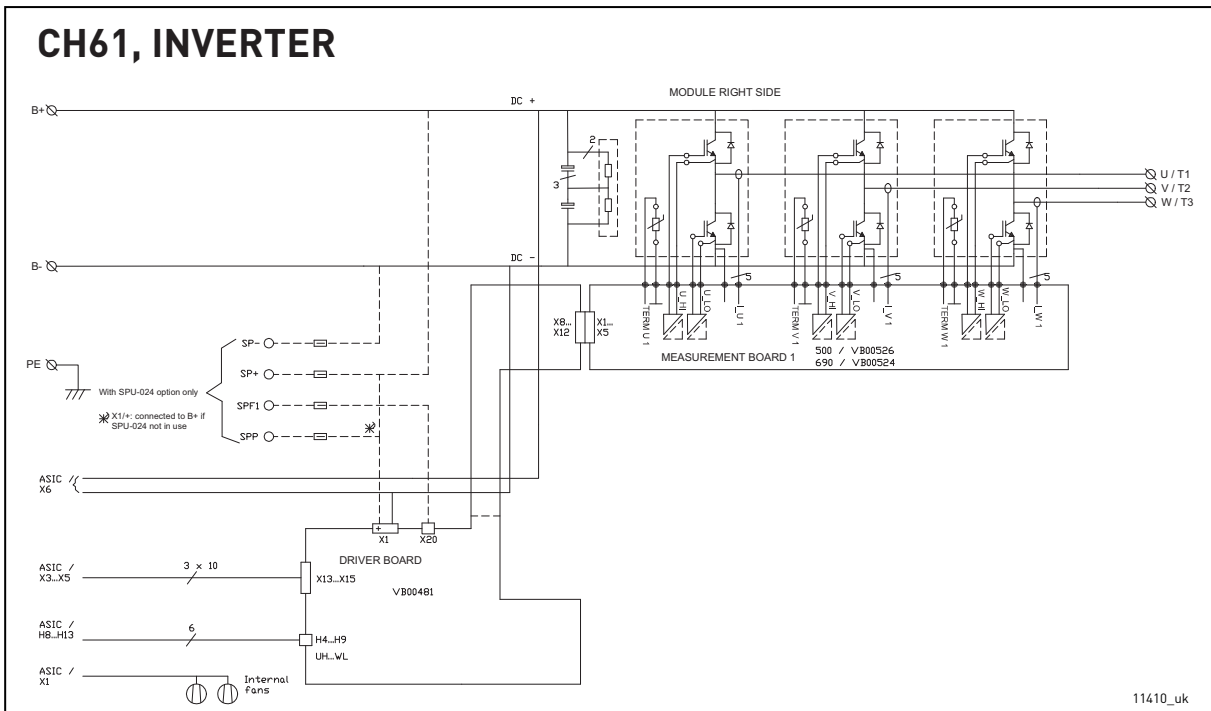 CH61, INVERTER
MODULE RIGHT SIDE
B+
DC +
2
3
U / T1
V / T2
W / T3
B-
DC -
5
5
5
TERM U 1
U_HI
U_LO
I_U 1
TERM V 1
V_HI
V_LO
I_V 1
TERM W 1
W_HI
W_LO
I_W 1
X8...
X12
X1...
X5
MEASUREMENT BOARD 1
500 / VB00526
690 / VB00524
PE
SP-
SP+
SPF1
SPP
With SPU-024 option only
X1/+: connected to B+ if
SPU-024 not in use
ASIC /
X6
+
X1
X20
DRIVER BOARD
VB00481
ASIC /
X3...X5
3 x 10
X13...X15
ASIC /
H8...H13
6
H4...H9
UH...WL
ASIC /
X1
Internal
fans
11410_uk